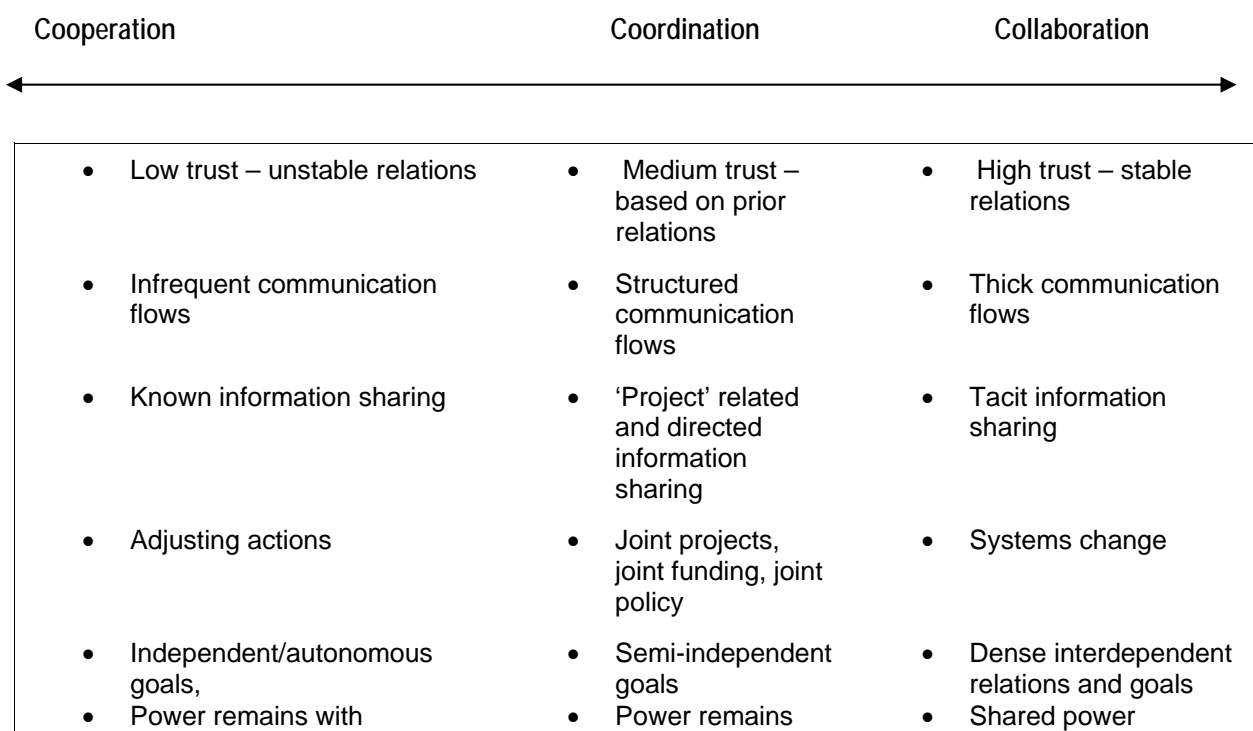 Cooperation Coordination Collaboration
• Low trust – unstable relations
• Medium trust –
based on prior
relations
• High trust – stable
relations
• Infrequent communication
flows
• Structured
communication
flows
• Thick communication
flows
• Known information sharing
• ‘Project’ related
and directed
information
sharing
• Tacit information
sharing
• Adjusting actions
• Joint projects,
joint funding, joint
policy
• Systems change
• Independent/autonomous
goals,
• Semi-independent
goals
• Dense interdependent
relations and goals
• Power remains with
• Power remains
• Shared power